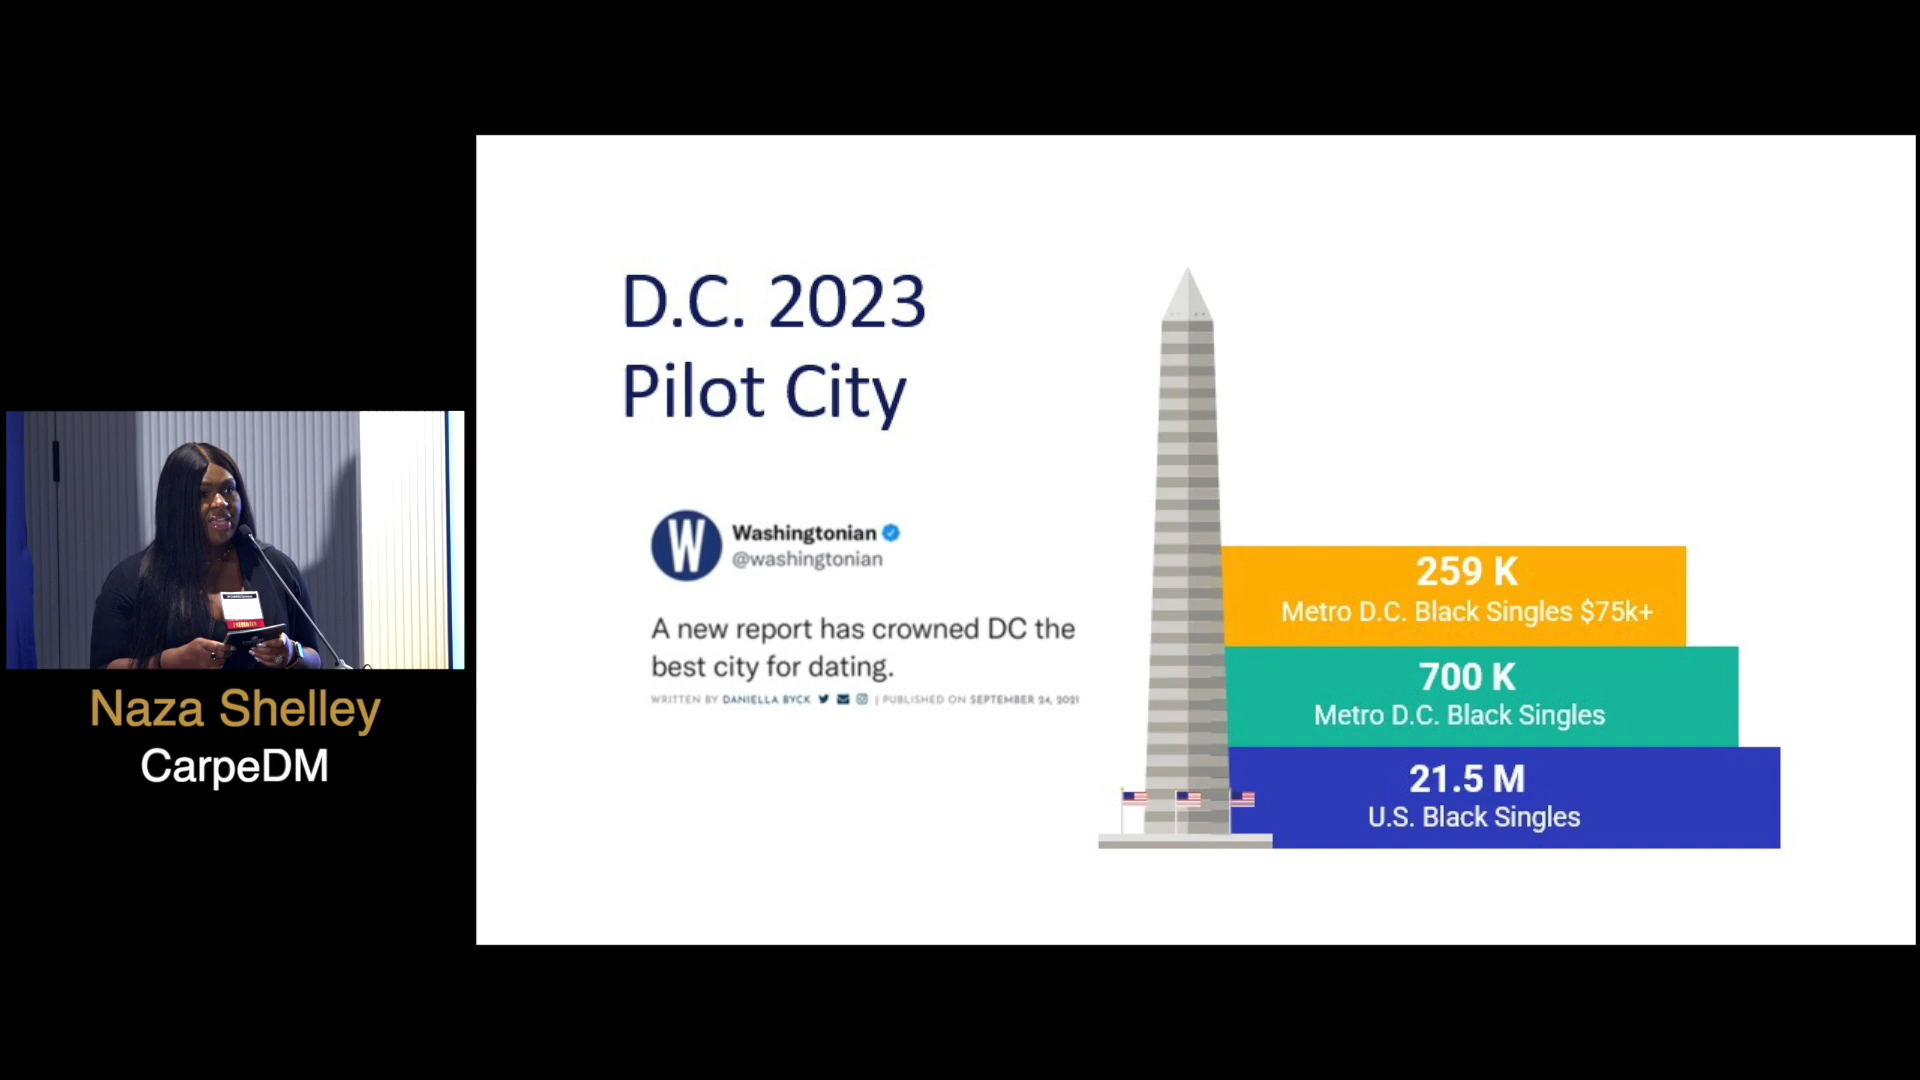 D.C. 2023
Pilot City
W
Washingtonian
@washingtonian
A new report has crowned DC the
best city for dating.
WRITTEN BY DANIELLA BYCK | PUBLISHED ON SEPTEMBER 24, 2021
259 K
Metro D.C. Black Singles $75k+
700 K
Metro D.C. Black Singles
21.5 M
U.S. Black Singles
Naza Shelley
CarpeDM